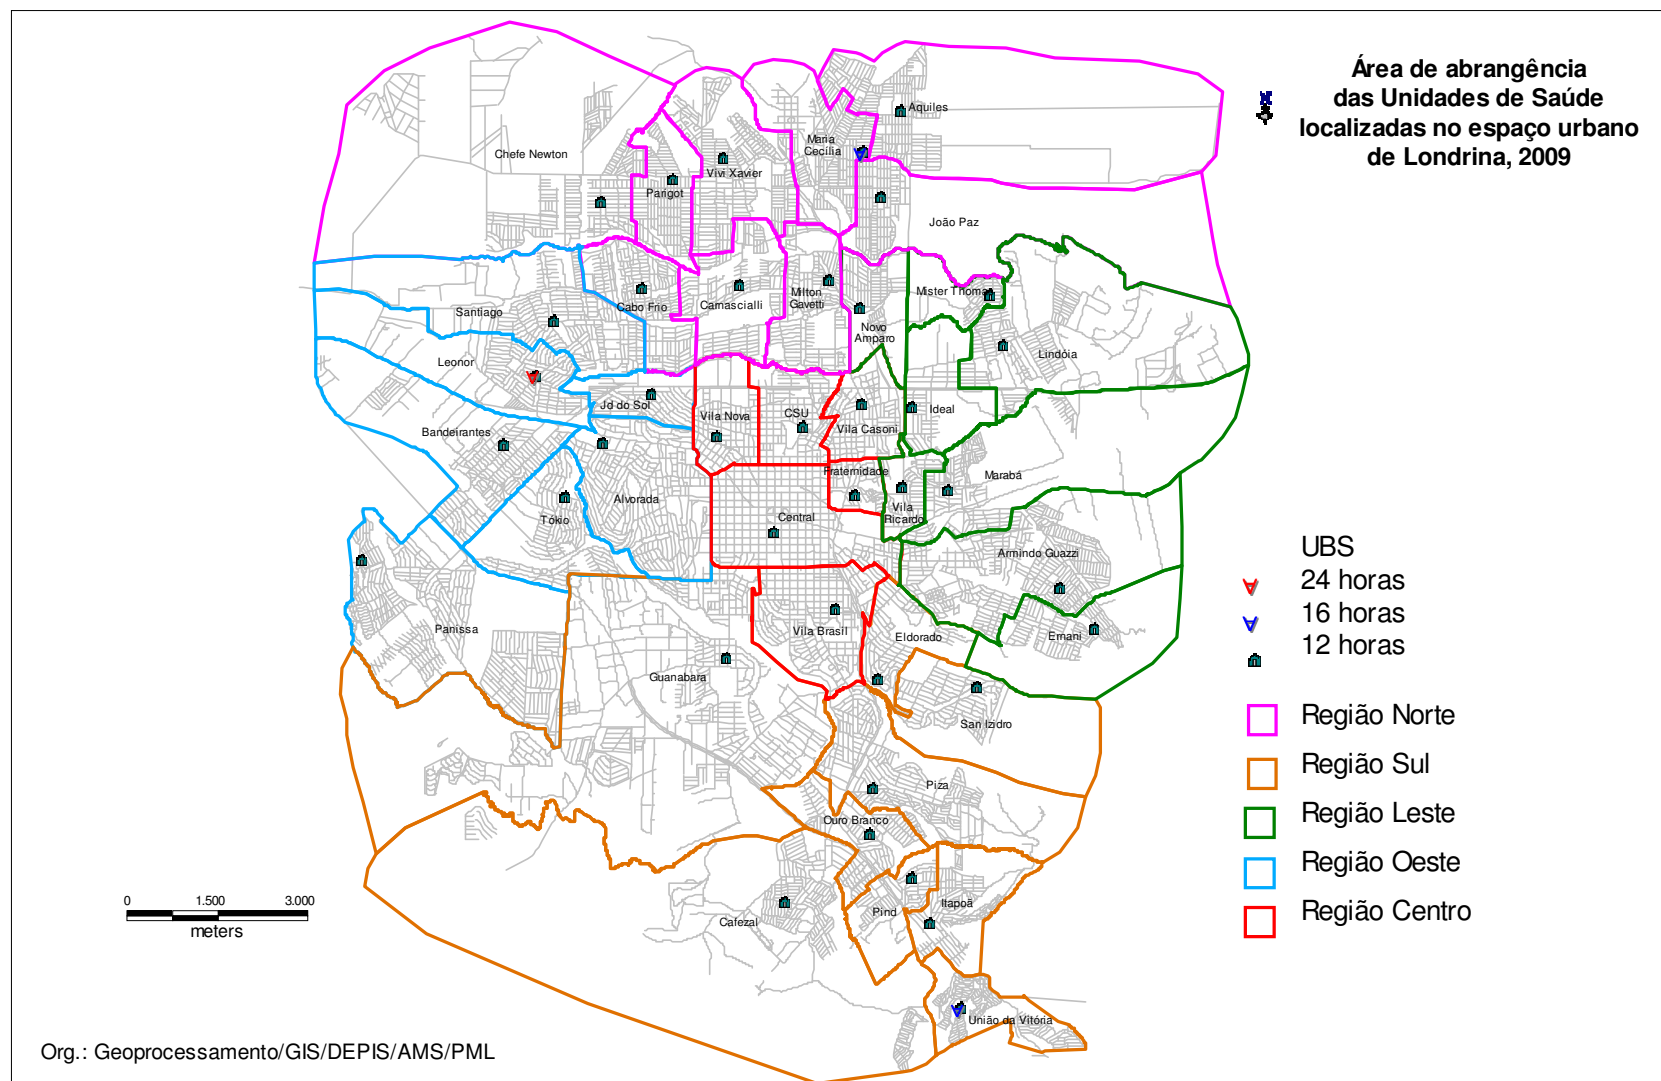 Área de abrangência
das Unidades de Saúde
localizadas no espaço urbano
de Londrina, 2009
Aquiles
Maria
Cecília
Chefe Newton
Vivi Xavier
Parigot
João Paz
Mister Thomas
Cabo Frio
Camascialli
Milton
Gavetti
Santiago
Novo
Amparo
Lindóia
Leonor
Jd do Sol
Vila Nova
CSU
Ideal
Vila Casoni
Bandeirantes
Fraternidade
Marabá
Alvorada
Vila
Ricardo
Tókio
Central
Armindo Guazzi
Panissa
Vila Brasil
Eldorado
Ernani
Guanabara
San Izidro
Piza
Ouro Branco
Cafezal
Pind
Itapoã
União da Vitória
UBS
24 horas
16 horas
12 horas
Região Norte
Região Sul
Região Leste
Região Oeste
Região Centro
0 1.500 3.000
meters
Org.: Geoprocessamento/GIS/DEPIS/AMS/PML